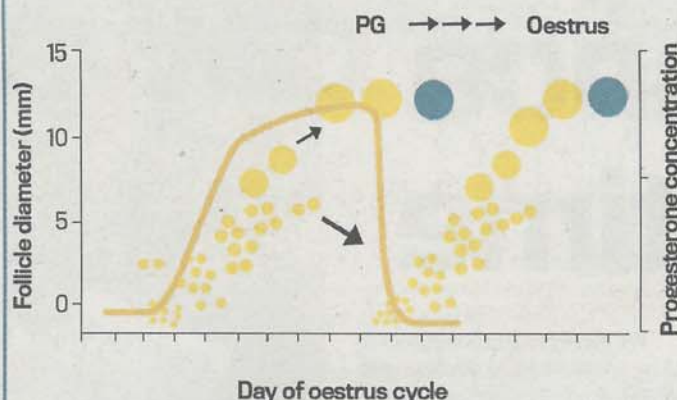 PG Oestrus
15
10
5
0
Follicle diameter (mm)
Progesterone concentration
Day of oestrus cycle